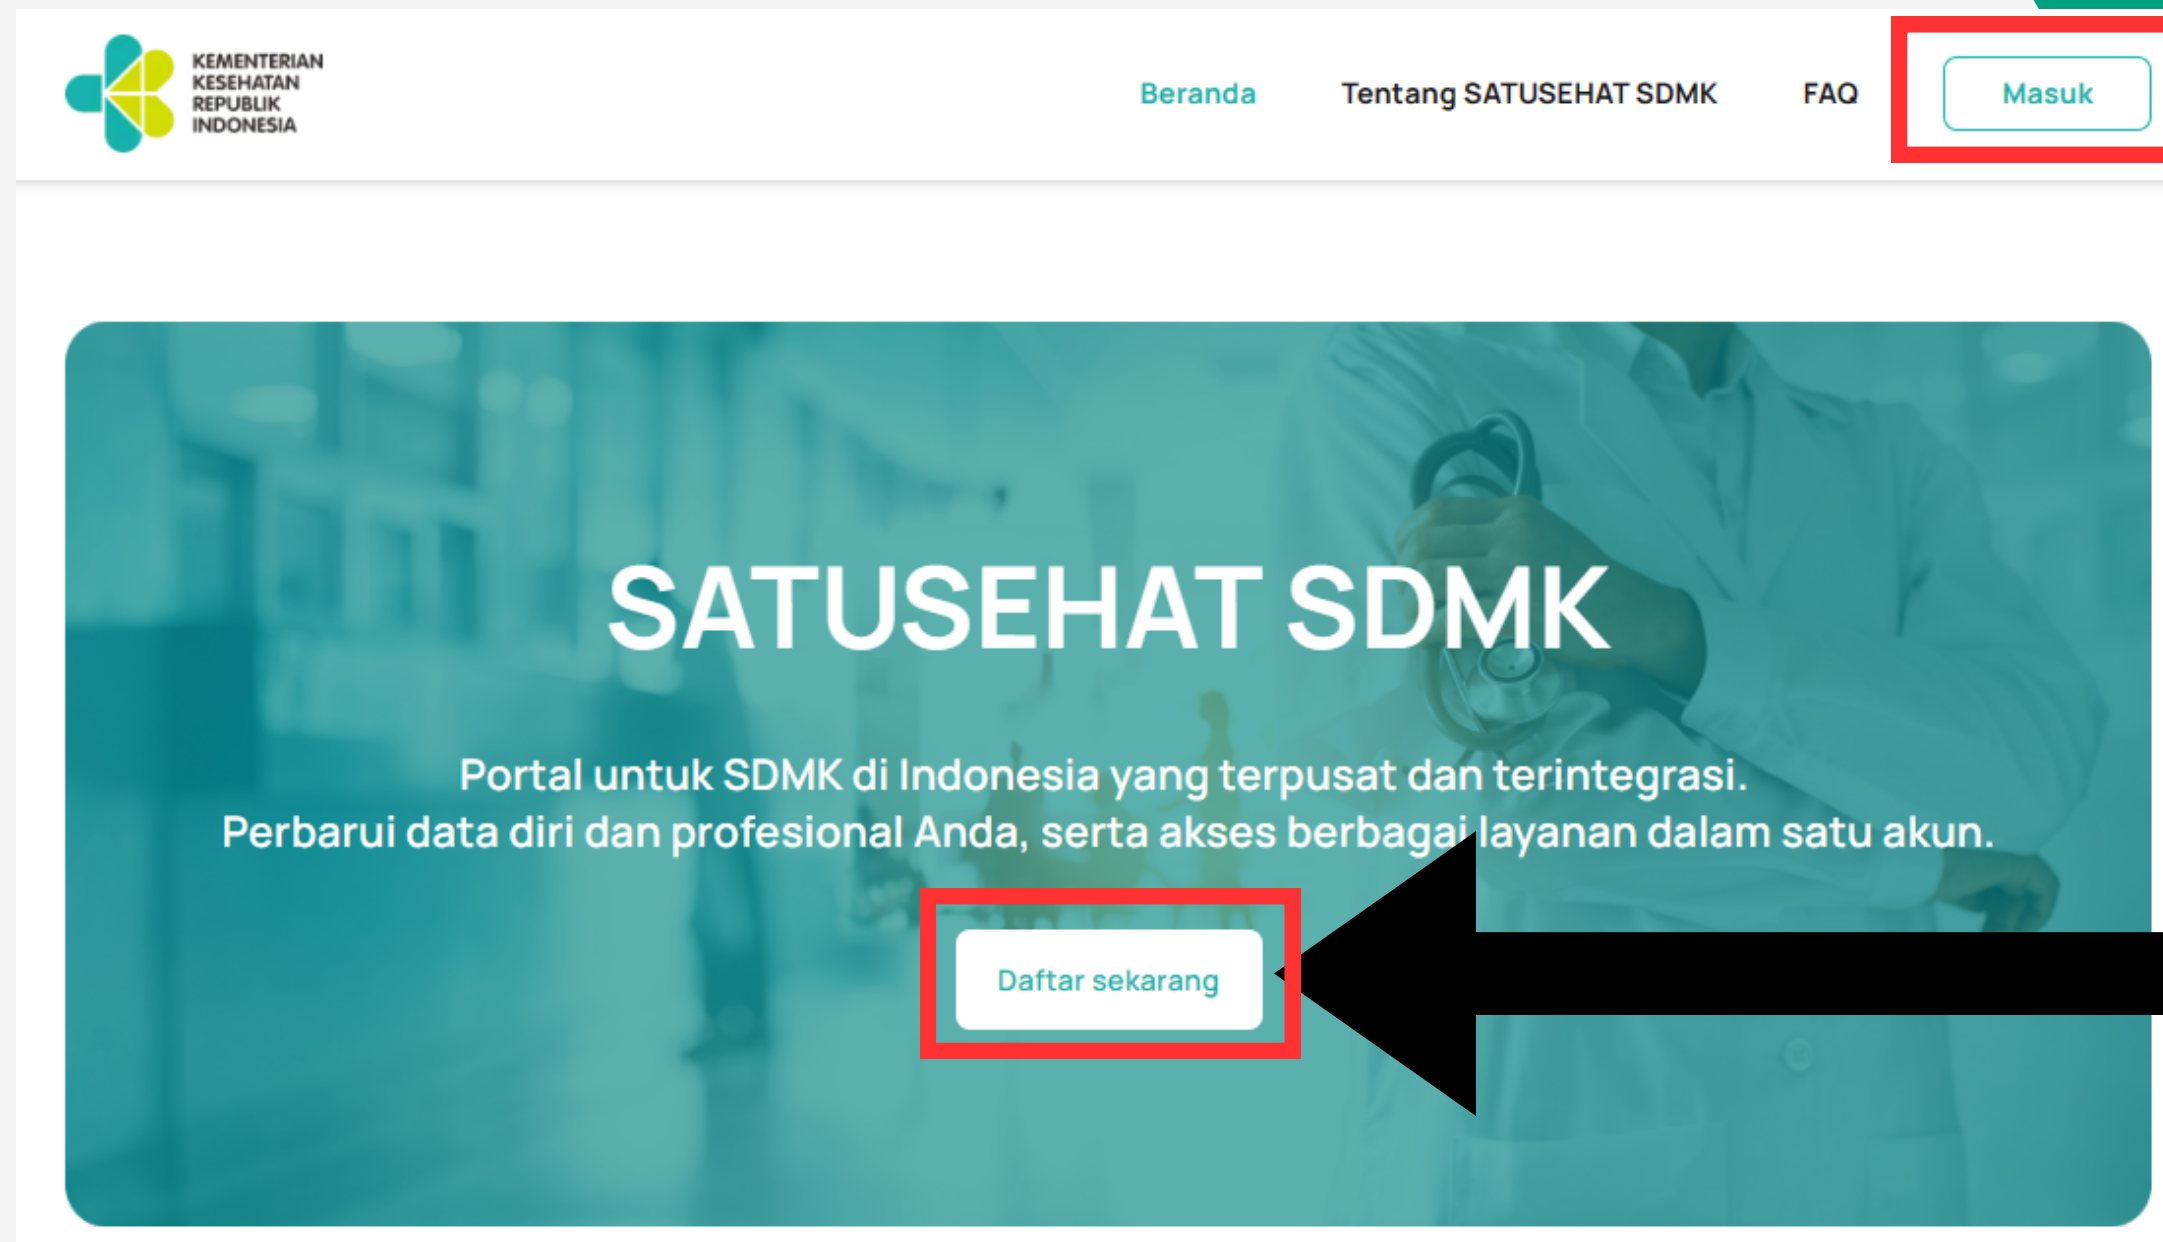 KEMENTERIAN
KESEHATAN
REPUBLIK
INDONESIA
Beranda
Tentang SATUSEHAT SDMK
FAQ
Masuk
SATUSEHAT SDMK
Portal untuk SDMK di Indonesia yang terpusat dan terintegrasi.
Perbarui data diri dan profesional Anda, serta akses berbagai layanan dalam satu akun.
Daftar sekarang